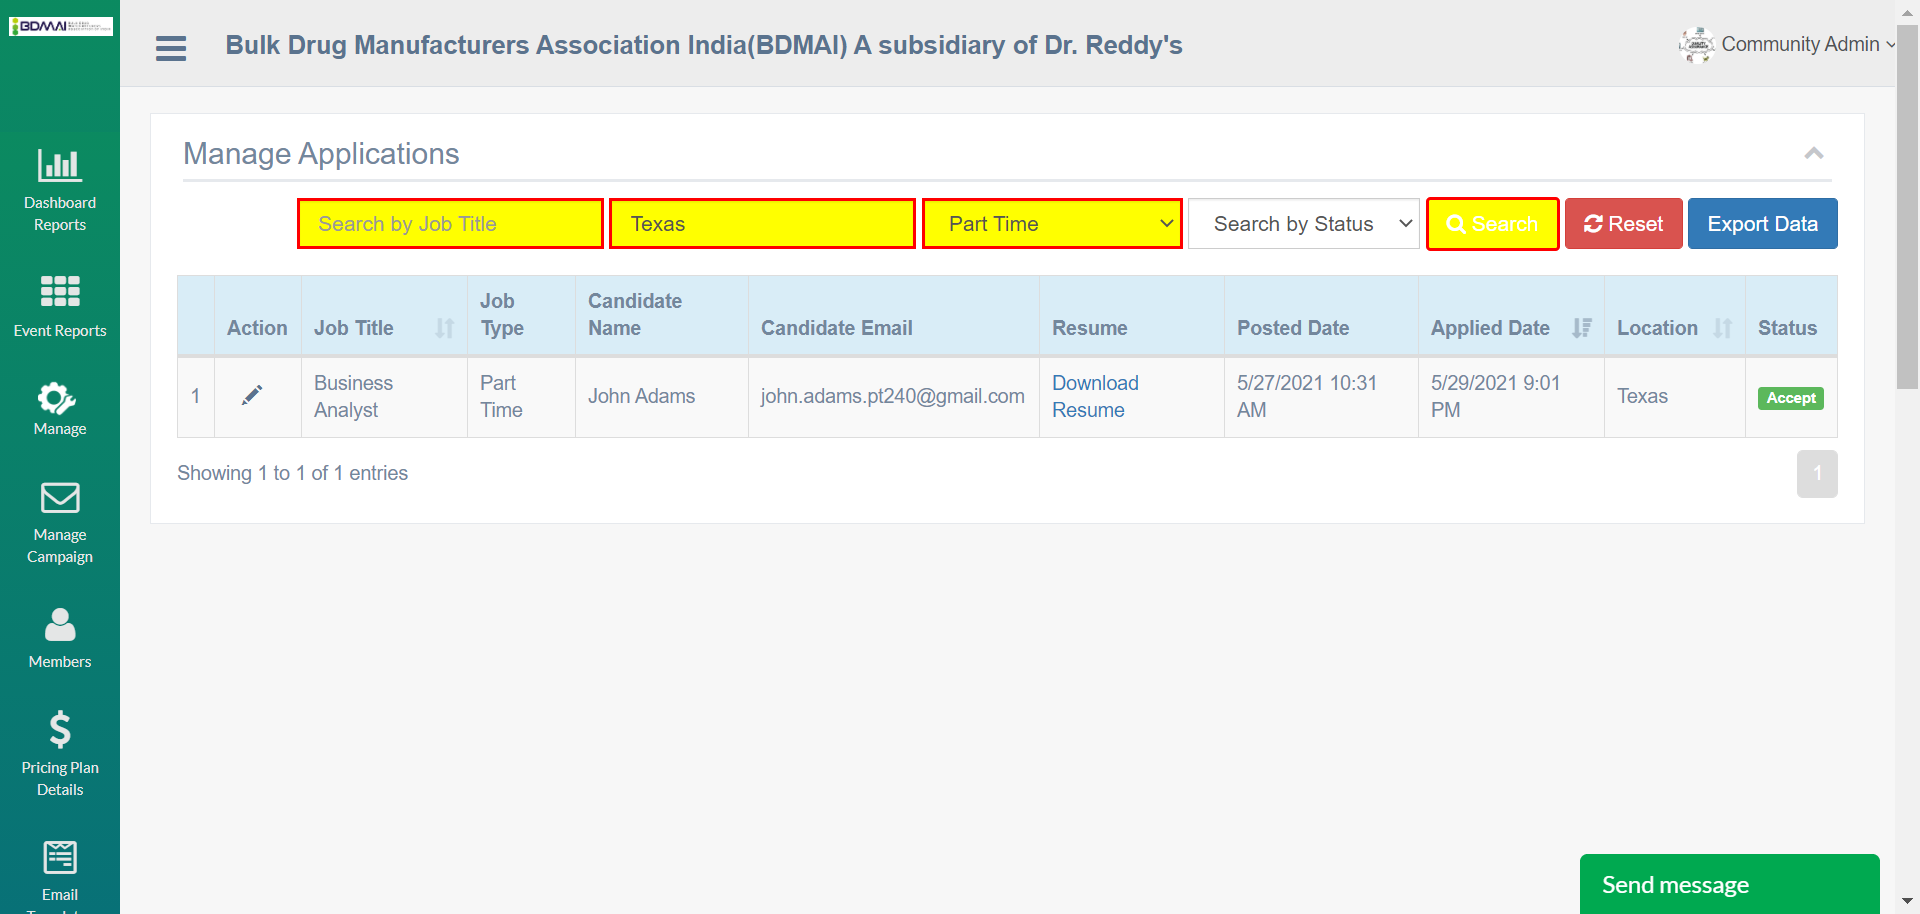 BDMAI
Bulk Drug Manufacturers Association India(BDMAI) A subsidiary of Dr. Reddy's
Community Admin
Dashboard
Reports
Event Reports
Manage
Manage
Campaign
Members
Pricing Plan
Details
Email
Manage Applications
Search by Job Title
Texas
Part Time
Search by Status
Search
Reset
Export Data
Action
Job Title
Job
Type
Candidate
Name
Candidate Email
Resume
Posted Date
Applied Date
Location
Status
1
Business
Analyst
Part
Time
John Adams
john.adams.pt240@gmail.com
Download
Resume
5/27/2021 10:31
AM
5/29/2021 9:01
PM
Texas
Accept
Showing 1 to 1 of 1 entries
1
Send message